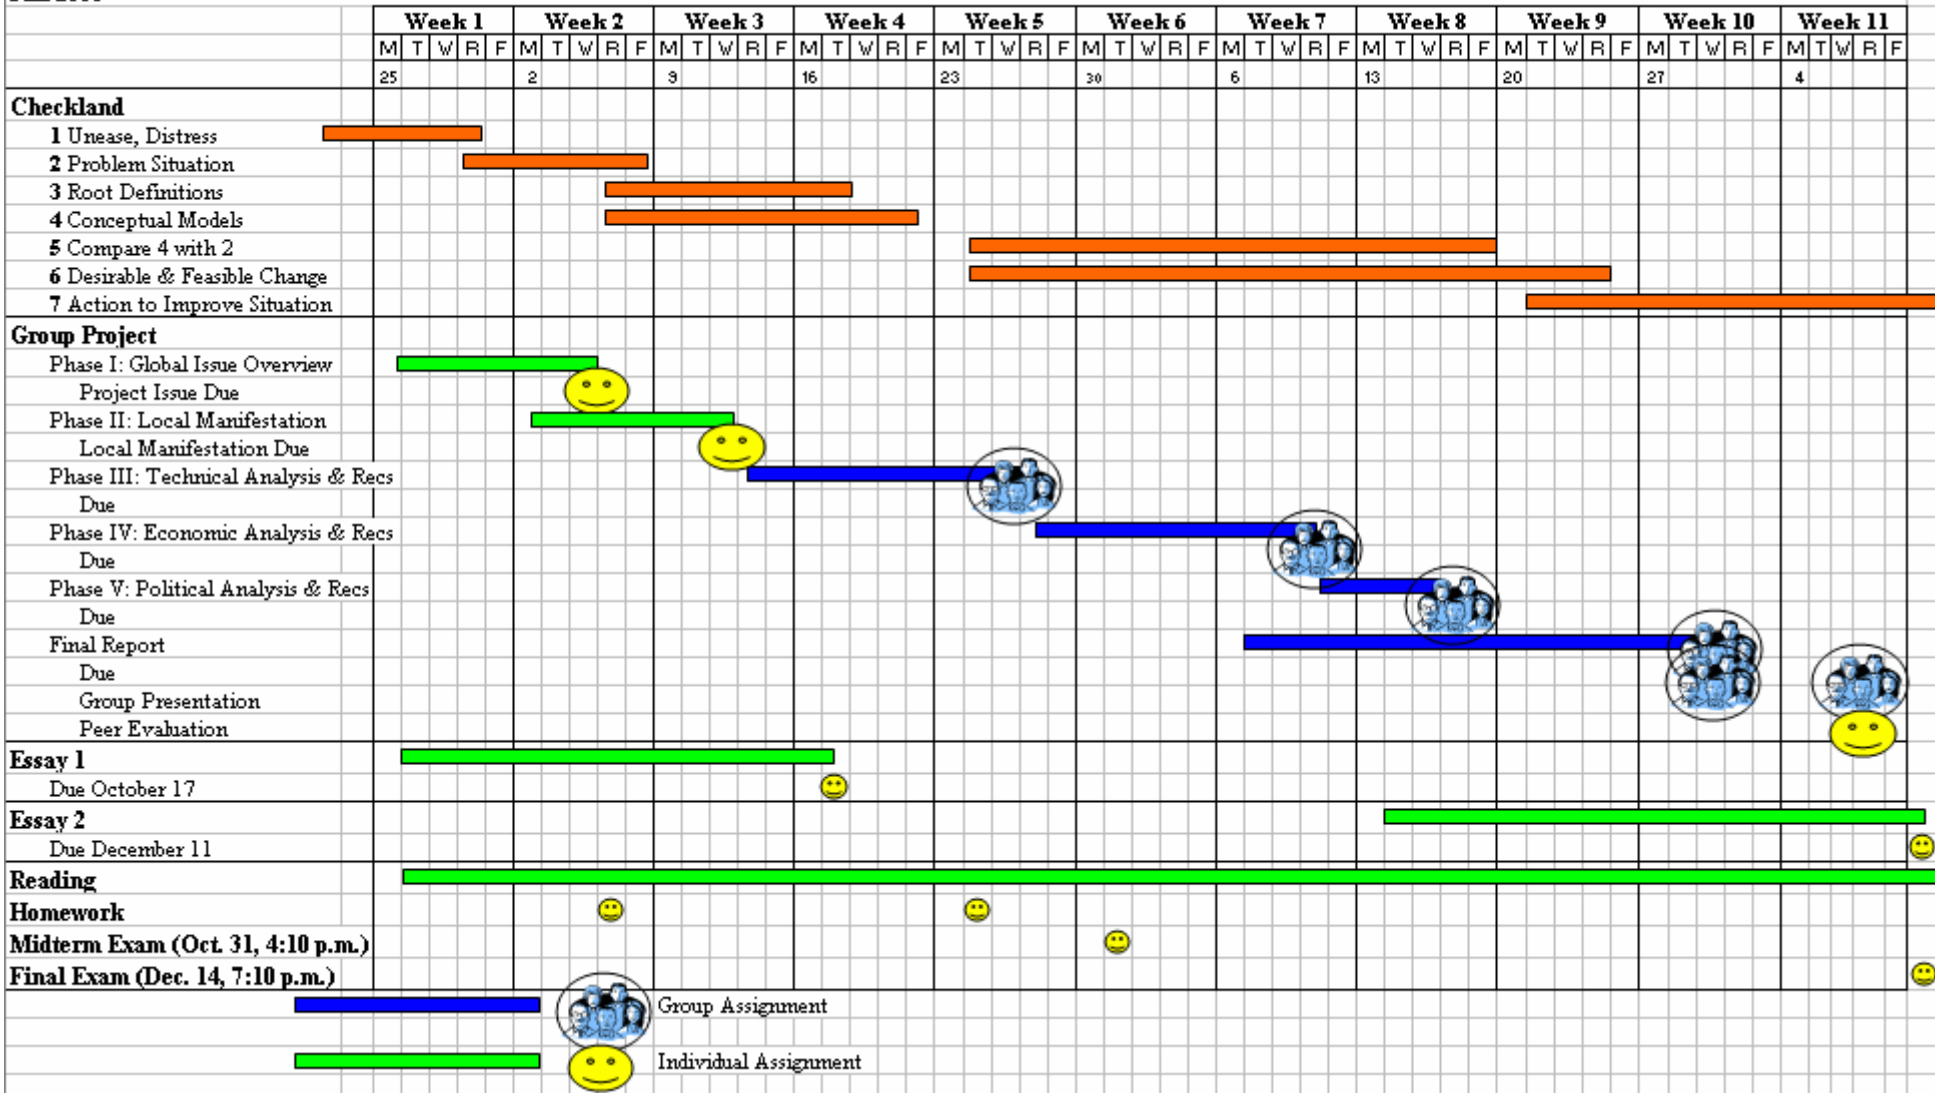 Week 1 Week 2 Week 3 Week 4 Week 5 Week 6 Week 7 Week 8 Week 9 Week 10 Week 11
M T W R F M T W R F M T W R F M T W R F M T W R F M T W R F M T W R F M T W R F M T W R F M T W R F M T W R F
25 2 9 16 23 30 6 13 20 27 4
Checkland
1 Unease, Distress
2 Problem Situation
3 Root Definitions
4 Conceptual Models
5 Compare 4 with 2
6 Desirable & Feasible Change
7 Action to Improve Situation
Group Project
Phase I: Global Issue Overview
Project Issue Due
Phase II: Local Manifestation
Local Manifestation Due
Phase III: Technical Analysis & Recs
Due
Phase IV: Economic Analysis & Recs
Due
Phase V: Political Analysis & Recs
Due
Final Report
Due
Group Presentation
Peer Evaluation
Essay 1
Due October 17
Essay 2
Due December 11
Reading
Homework
Midterm Exam (Oct. 31, 4:10 p.m.)
Final Exam (Dec. 14, 7:10 p.m.)
Group Assignment
Individual Assignment